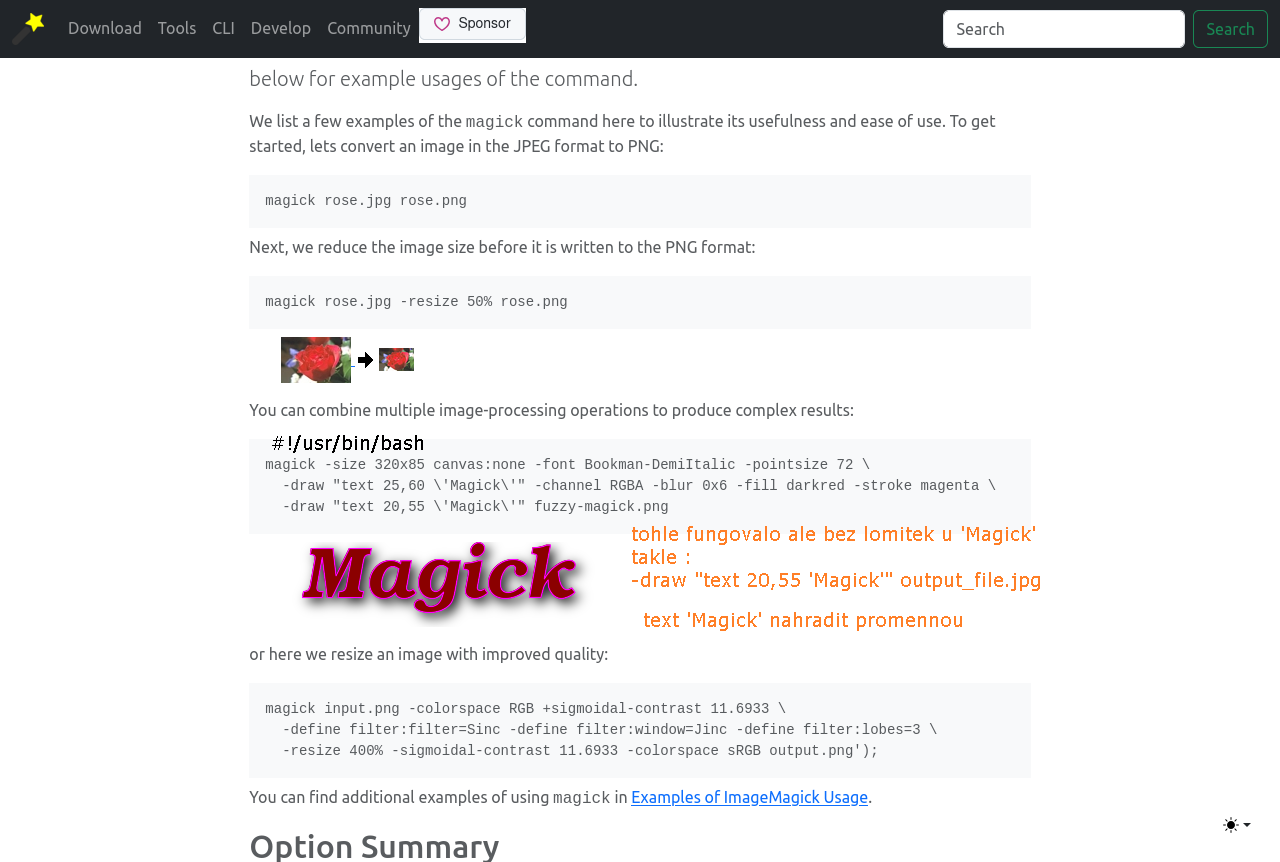 Download Tools CLI Develop Community Sponsor Search Search
below for example usages of the command.
We list a few examples of the magick command here to illustrate its usefulness and ease of use. To get
started, lets convert an image in the JPEG format to PNG:
magick rose.jpg rose.png
Next, we reduce the image size before it is written to the PNG format:
magick rose.jpg -resize 50% rose.png
You can combine multiple image-processing operations to produce complex results:
#!/usr/bin/bash
magick -size 320x85 canvas:none -font Bookman-DemiItalic -pointsize 72 \
-draw "text 25,60 \'Magick\'" -channel RGBA -blur 0x6 -fill darkred -stroke magenta \
-draw "text 20,55 \'Magick\'" fuzzy-magick.png
Magick
tohle fungovalo ale bez lomitek u 'Magick'
takle :
-draw "text 20,55 'Magick'" output_file.jpg
text 'Magick' nahradit promennou
or here we resize an image with improved quality:
magick input.png -colorspace RGB +sigmoidal-contrast 11.6933 \
-define filter:filter=Sinc -define filter:window=Jinc -define filter:lobes=3 \
-resize 400% -sigmoidal-contrast 11.6933 -colorspace sRGB output.png');
You can find additional examples of using magick in Examples of ImageMagick Usage.
Option Summary